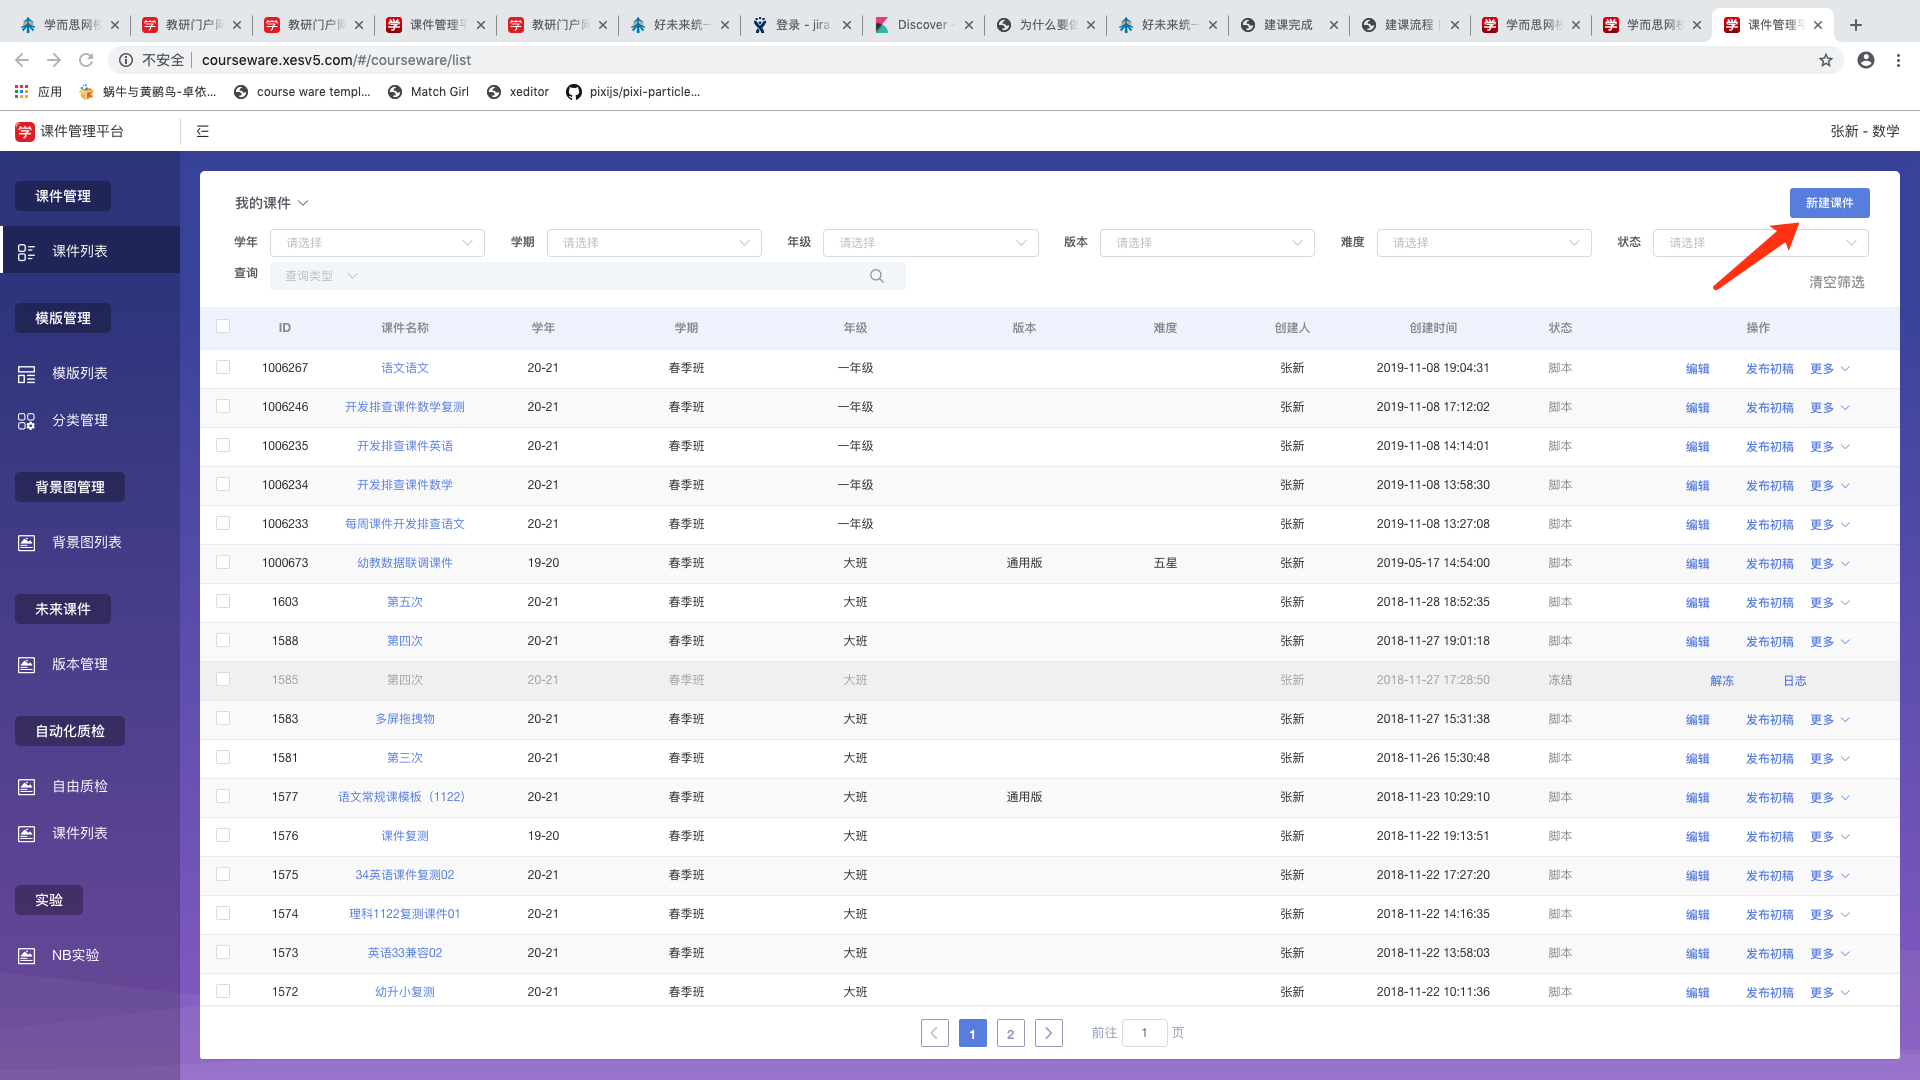 学而思网校 教研门户网 教研门户网 课件管理平 教研门户网 好未来统一 登录 - jira. Discover - 为什么要做 好未来统一 建课完成 建课流程 学而思网校 学而思网校 课件管理平
不安全 courseware.xesv5.com/#/courseware/list
应用 蜗牛与黄鹂鸟-卓依... course ware templ... Match Girl xeditor pixijs/pixi-particle...
学 课件管理平台 张新 - 数学
课件管理
课件列表
模版管理
模版列表
分类管理
背景图管理
背景图列表
未来课件
版本管理
自动化质检
自由质检
课件列表
实验
NB实验
我的课件 新建课件
学年 请选择 学期 请选择 年级 请选择 版本 请选择 难度 请选择 状态 请选择
查询 查询类型 清空筛选
ID 课件名称 学年 学期 年级 版本 难度 创建人 创建时间 状态 操作
1006267 语文语文 20-21 春季班 一年级 张新 2019-11-08 19:04:31 脚本 编辑 发布初稿 更多
1006246 开发排查课件数学复测 20-21 春季班 一年级 张新 2019-11-08 17:12:02 脚本 编辑 发布初稿 更多
1006235 开发排查课件英语 20-21 春季班 一年级 张新 2019-11-08 14:14:01 脚本 编辑 发布初稿 更多
1006234 开发排查课件数学 20-21 春季班 一年级 张新 2019-11-08 13:58:30 脚本 编辑 发布初稿 更多
1006233 每周课件开发排查语文 20-21 春季班 一年级 张新 2019-11-08 13:27:08 脚本 编辑 发布初稿 更多
1000673 幼教数据联调课件 19-20 春季班 大班 通用版 五星 张新 2019-05-17 14:54:00 脚本 编辑 发布初稿 更多
1603 第五次 20-21 春季班 大班 张新 2018-11-28 18:52:35 脚本 编辑 发布初稿 更多
1588 第四次 20-21 春季班 大班 张新 2018-11-27 19:01:18 脚本 编辑 发布初稿 更多
1585 第四次 20-21 春季班 大班 张新 2018-11-27 17:28:50 冻结 解冻 日志
1583 多屏拖拽物 20-21 春季班 大班 张新 2018-11-27 15:31:38 脚本 编辑 发布初稿 更多
1581 第三次 20-21 春季班 大班 张新 2018-11-26 15:30:48 脚本 编辑 发布初稿 更多
1577 语文常规课模板（1122） 20-21 春季班 大班 通用版 张新 2018-11-23 10:29:10 脚本 编辑 发布初稿 更多
1576 课件复测 19-20 春季班 大班 张新 2018-11-22 19:13:51 脚本 编辑 发布初稿 更多
1575 34英语课件复测02 20-21 春季班 大班 张新 2018-11-22 17:27:20 脚本 编辑 发布初稿 更多
1574 理科1122复测课件01 20-21 春季班 大班 张新 2018-11-22 14:16:35 脚本 编辑 发布初稿 更多
1573 英语33兼容02 20-21 春季班 大班 张新 2018-11-22 13:58:03 脚本 编辑 发布初稿 更多
1572 幼升小复测 20-21 春季班 大班 张新 2018-11-22 10:11:36 脚本 编辑 发布初稿 更多
1 2 前往 1 页